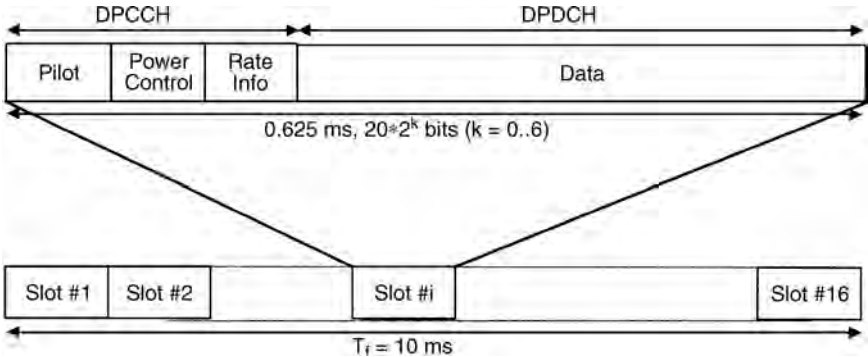 DPCCH
DPDCH
Pilot
Power
Control
Rate
Info
Data
0.625 ms, 20*2^k bits (k = 0..6)
Slot #1
Slot #2
Slot #i
Slot #16
T_f = 10 ms